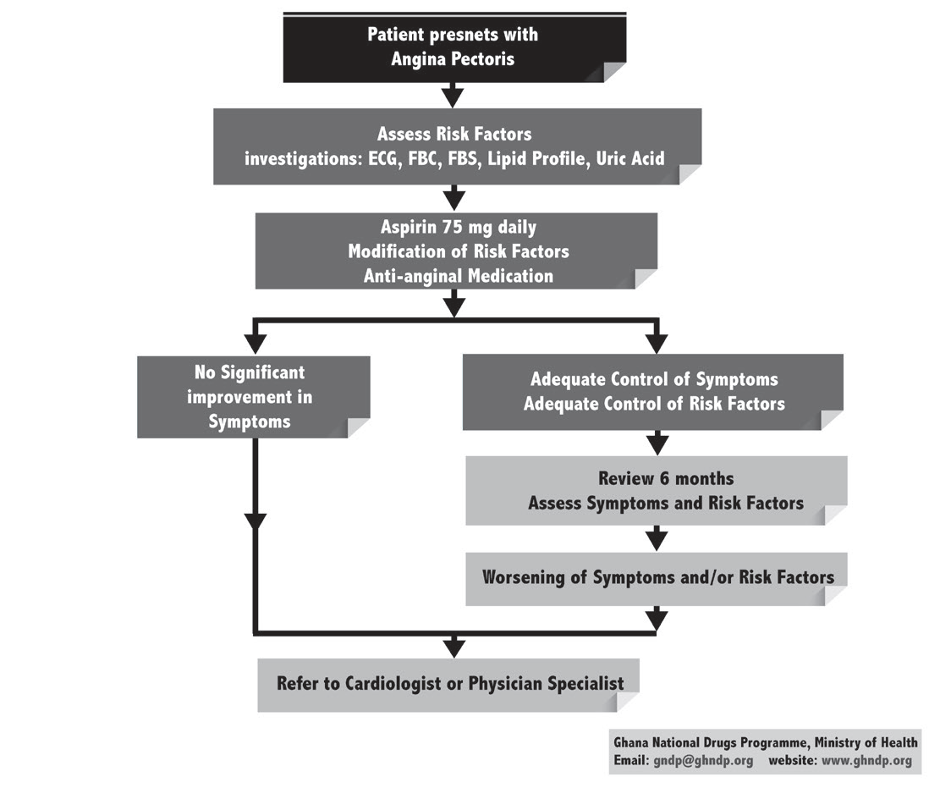 Patient presnets with
Angina Pectoris
Assess Risk Factors
investigations: ECG, FBC, FBS, Lipid Profile, Uric Acid
Aspirin 75 mg daily
Modification of Risk Factors
Anti-anginal Medication
No Significant
improvement in
Symptoms
Adequate Control of Symptoms
Adequate Control of Risk Factors
Review 6 months
Assess Symptoms and Risk Factors
Worsening of Symptoms and/or Risk Factors
Refer to Cardiologist or Physician Specialist
Ghana National Drugs Programme, Ministry of Health
Email: gndp@ghndp.org website: www.ghndp.org